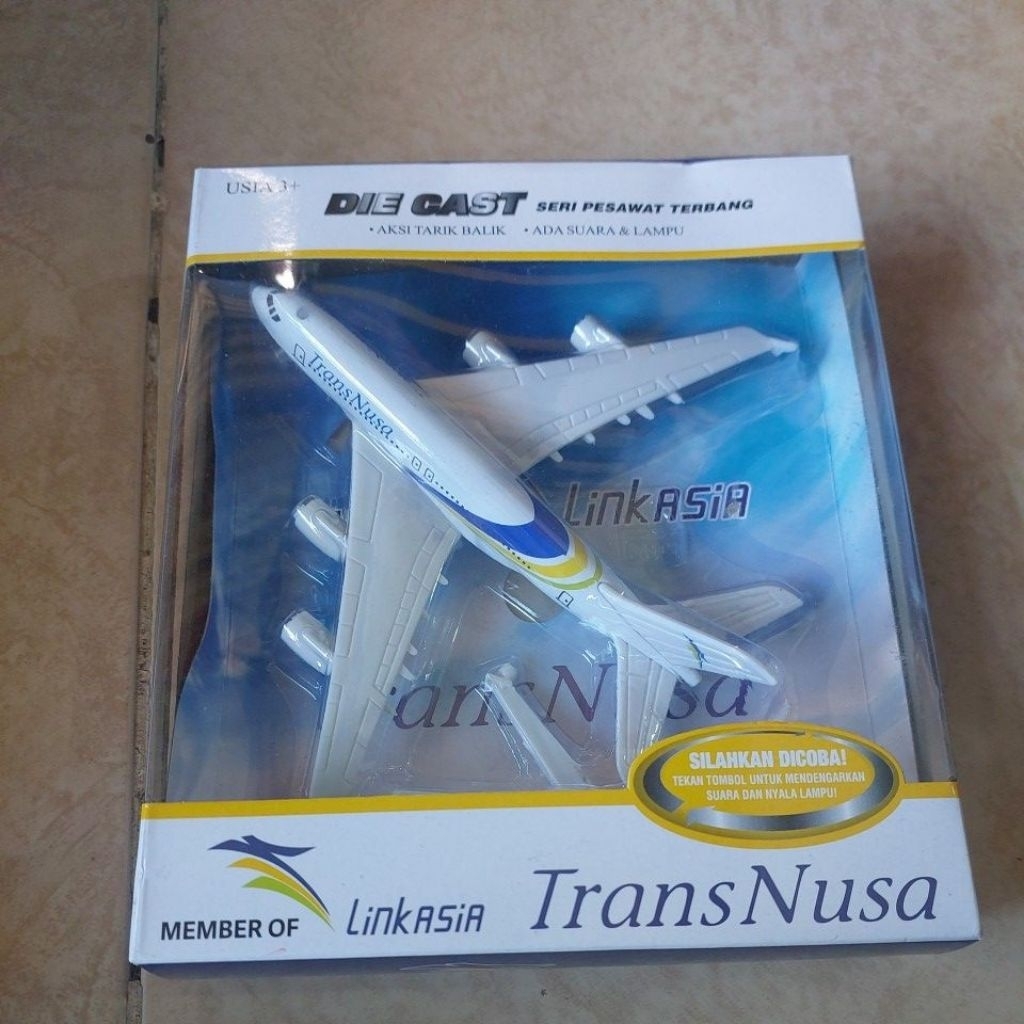 USIA 3+
DIE CAST SERI PESAWAT TERBANG
• AKSI TARIK BALIK • ADA SUARA & LAMPU
TransNusa
LinkASiA
ransNusa
SILAHKAN DICOBA!
TEKAN TOMBOL UNTUK MENDENGARKAN
SUARA DAN NYALA LAMPU!
MEMBER OF LinkASiA
TransNusa